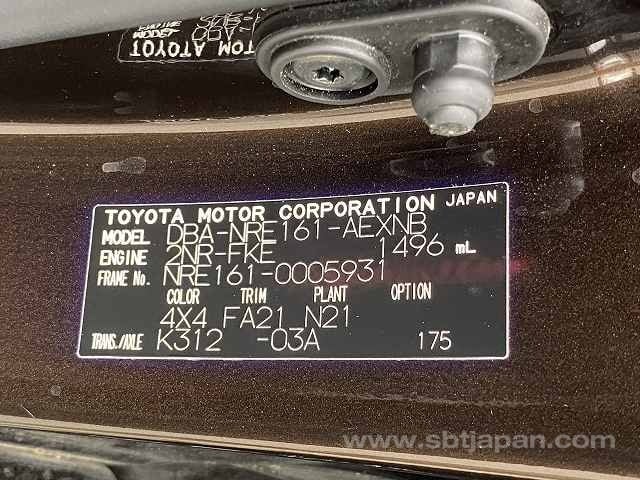 TOYOTA MOTOR CORPORATION JAPAN
MODEL DBA-NRE161-AEXNB
ENGINE 2NR-FKE 1496 mL
FRAME No. NRE161-0005931
COLOR TRIM PLANT OPTION
4X4 FA21 N21
TRANS./AXLE K312 -03A 175
www.sbtjapan.com